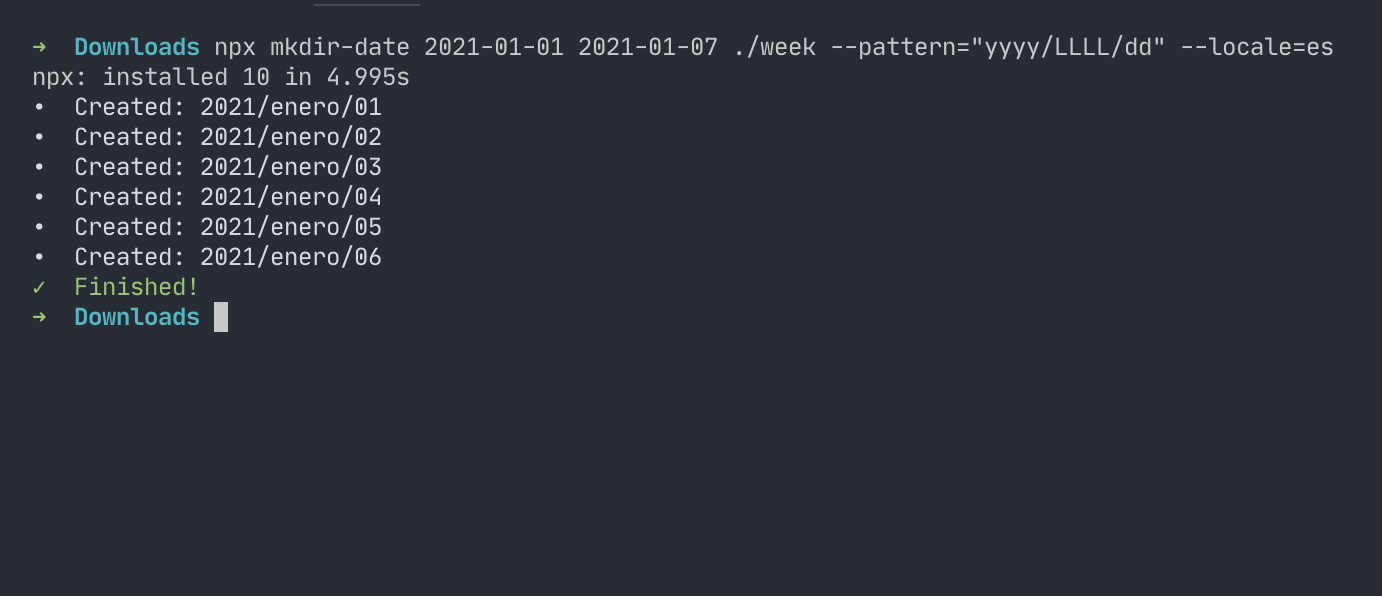 ➜  Downloads npx mkdir-date 2021-01-01 2021-01-07 ./week --pattern="yyyy/LLLL/dd" --locale=es
npx: installed 10 in 4.995s
•  Created: 2021/enero/01
•  Created: 2021/enero/02
•  Created: 2021/enero/03
•  Created: 2021/enero/04
•  Created: 2021/enero/05
•  Created: 2021/enero/06
✓  Finished!
➜  Downloads